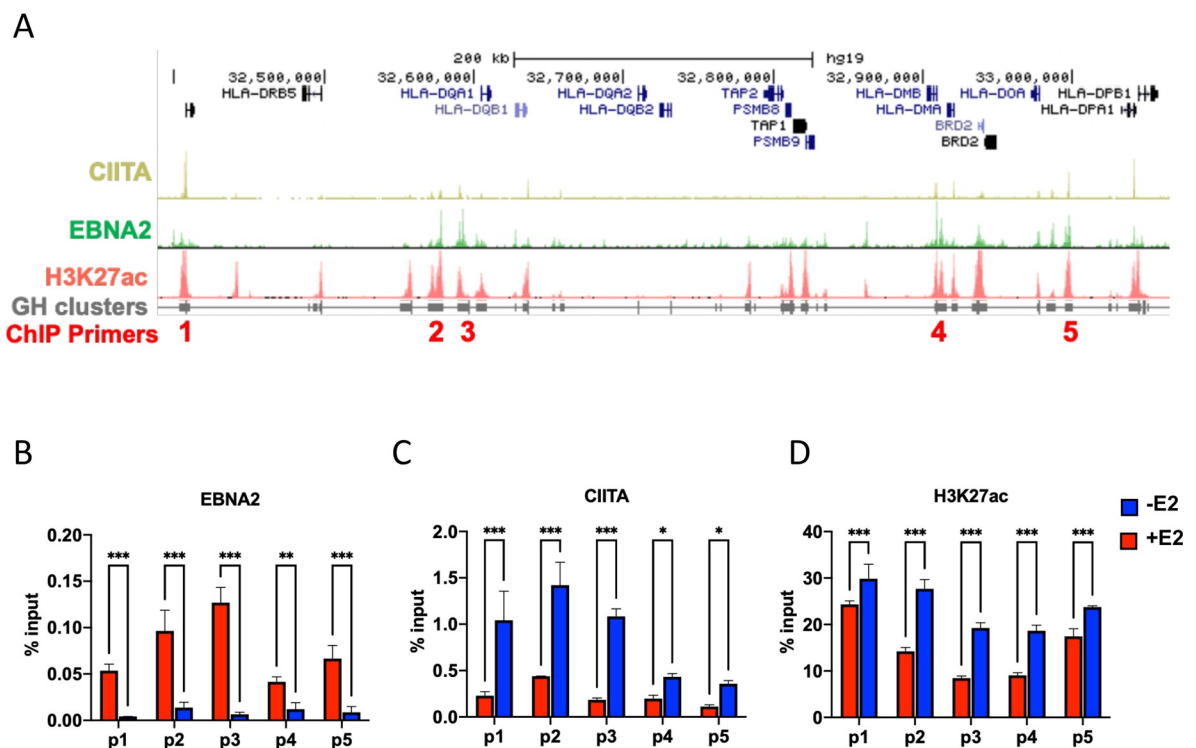 A
200 kb hg19
32,500,000 32,600,000 32,700,000 32,800,000 32,900,000 33,000,000
HLA-DRB5 HLA-DQA1 HLA-DQA2 TAP2 HLA-DMB HLA-DOA HLA-DPB1
HLA-DQB1 HLA-DQB2 PSMB8 HLA-DMA HLA-DPA1
TAP1 BRD2
PSMB9 BRD2
CIITA
EBNA2
H3K27ac
GH clusters
ChIP Primers 1 2 3 4 5
B
EBNA2
% input
0.20
0.15
0.10
0.05
0.00
*** *** *** ** ***
p1 p2 p3 p4 p5
C
CIITA
% input
2.0
1.5
1.0
0.5
0.0
*** *** *** * *
p1 p2 p3 p4 p5
D
H3K27ac
% input
40
30
20
10
0
*** *** *** *** ***
p1 p2 p3 p4 p5
-E2
+E2